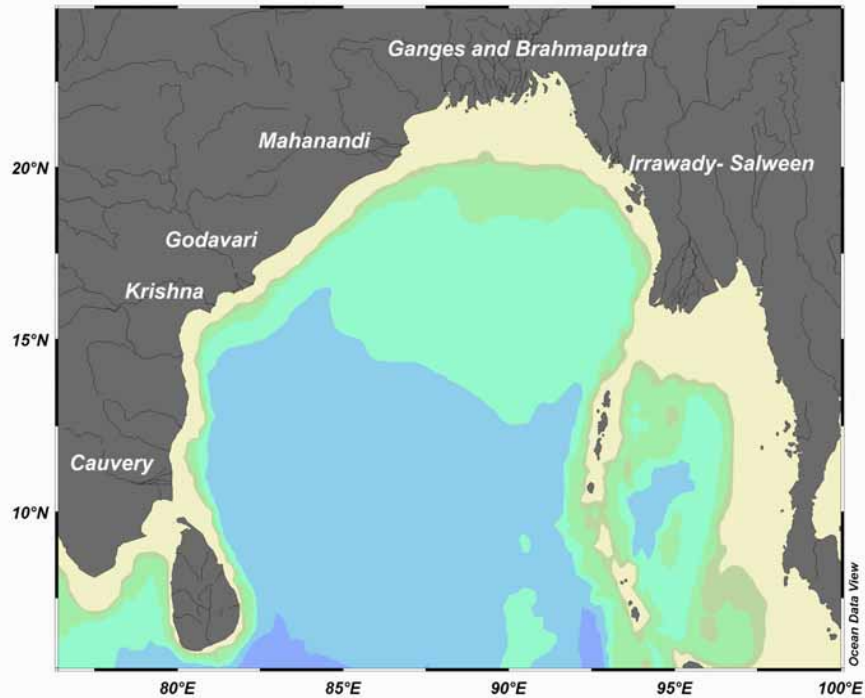 Ganges and Brahmaputra
Mahanandi
Irrawady- Salween
20°N
Godavari
Krishna
15°N
Cauvery
10°N
Ocean Data View
80°E
85°E
90°E
95°E
100°E